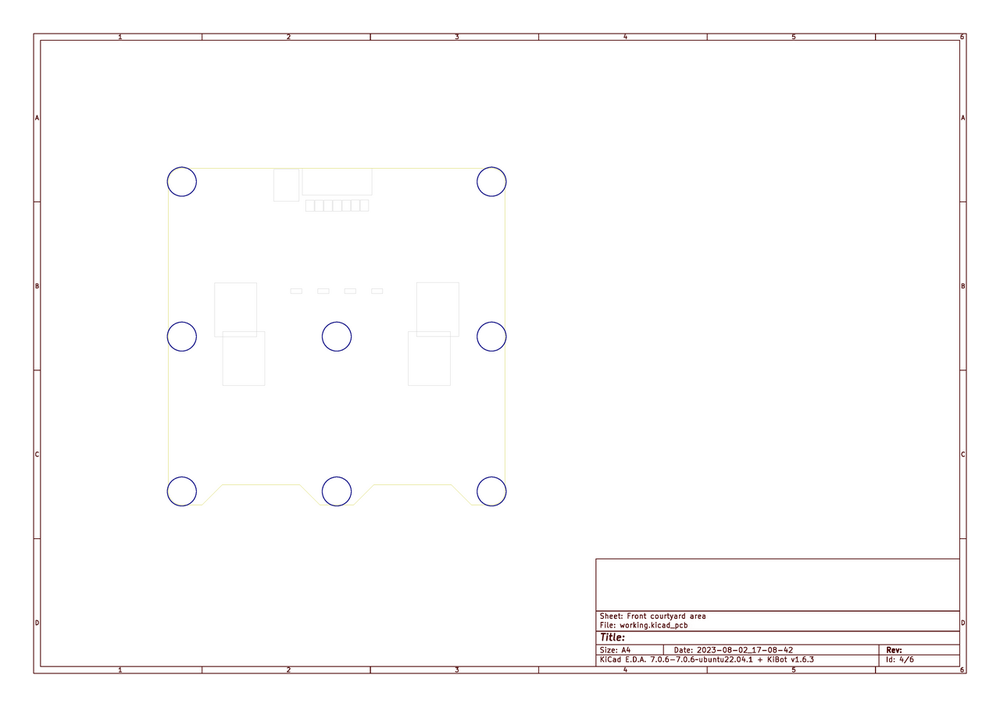 1 2 3 4 5 6
A A
B B
C C
D D
Sheet: Front courtyard area
File: working.kicad_pcb
Title:
Size: A4 Date: 2023-08-02_17-08-42 Rev:
KiCad E.D.A. 7.0.6-7.0.6~ubuntu22.04.1 + KiBot v1.6.3 Id: 4/6
1 2 3 4 5 6